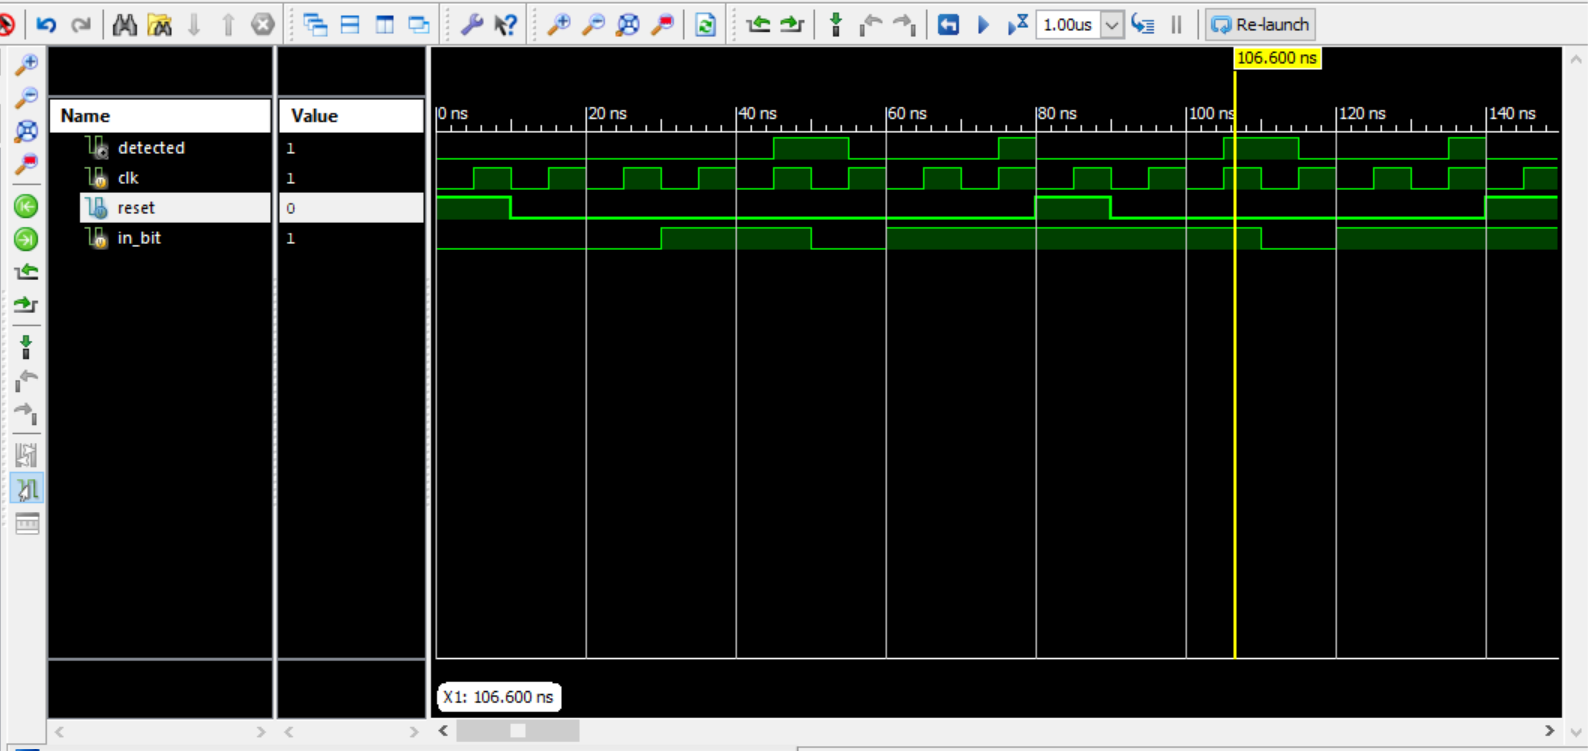 1.00us
Re-launch
106.600 ns
Name
Value
0 ns
20 ns
40 ns
60 ns
80 ns
100 ns
120 ns
140 ns
detected
1
clk
1
reset
0
in_bit
1
X1: 106.600 ns